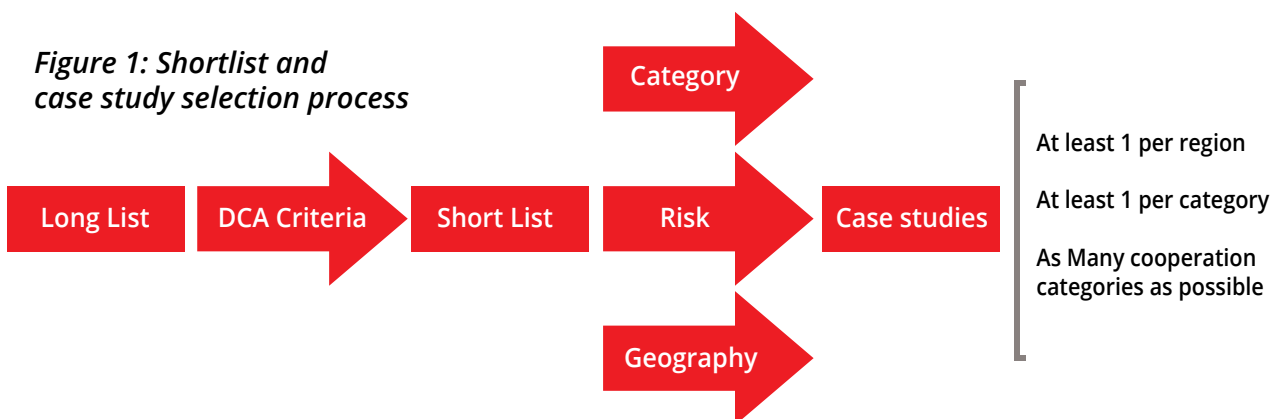 Figure 1: Shortlist and
case study selection process
Category
Long List
DCA Criteria
Short List
Risk
Case studies
Geography
At least 1 per region
At least 1 per category
As Many cooperation
categories as possible